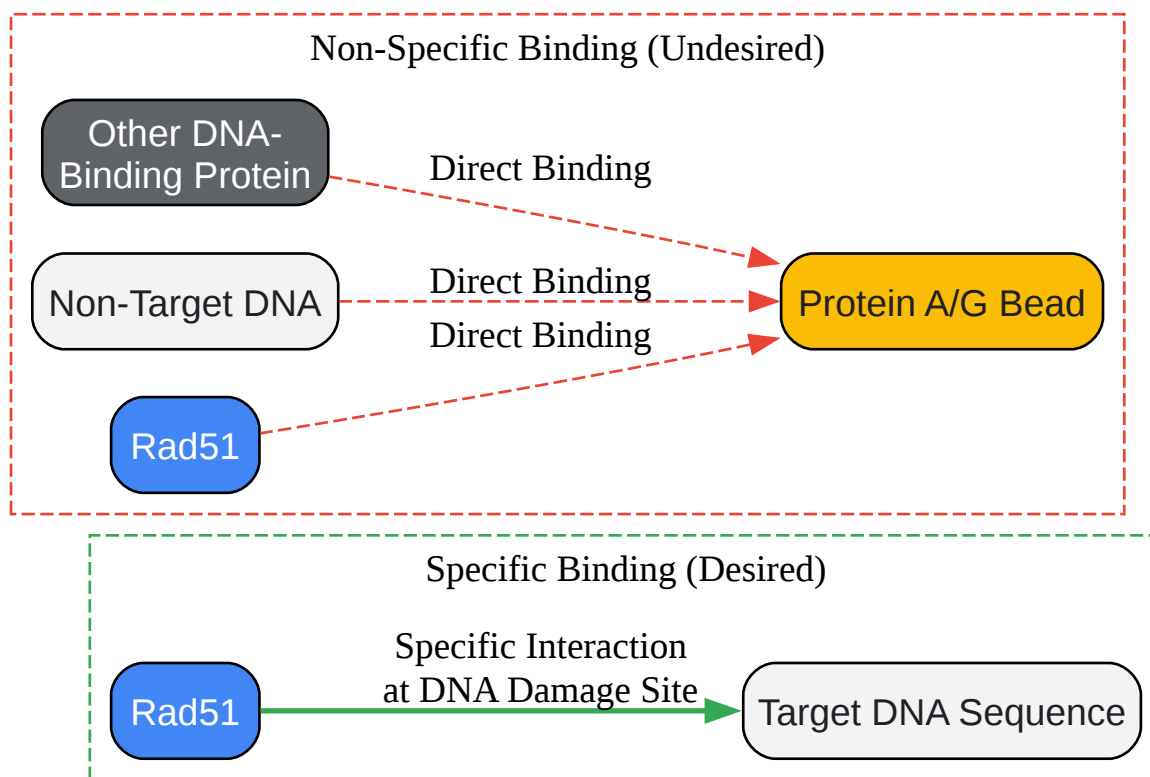 Non-Specific Binding (Undesired)
Other DNA-
Binding Protein
Direct Binding
Non-Target DNA
Direct Binding
Protein A/G Bead
Direct Binding
Rad51
Specific Binding (Desired)
Specific Interaction
at DNA Damage Site
Rad51
Target DNA Sequence